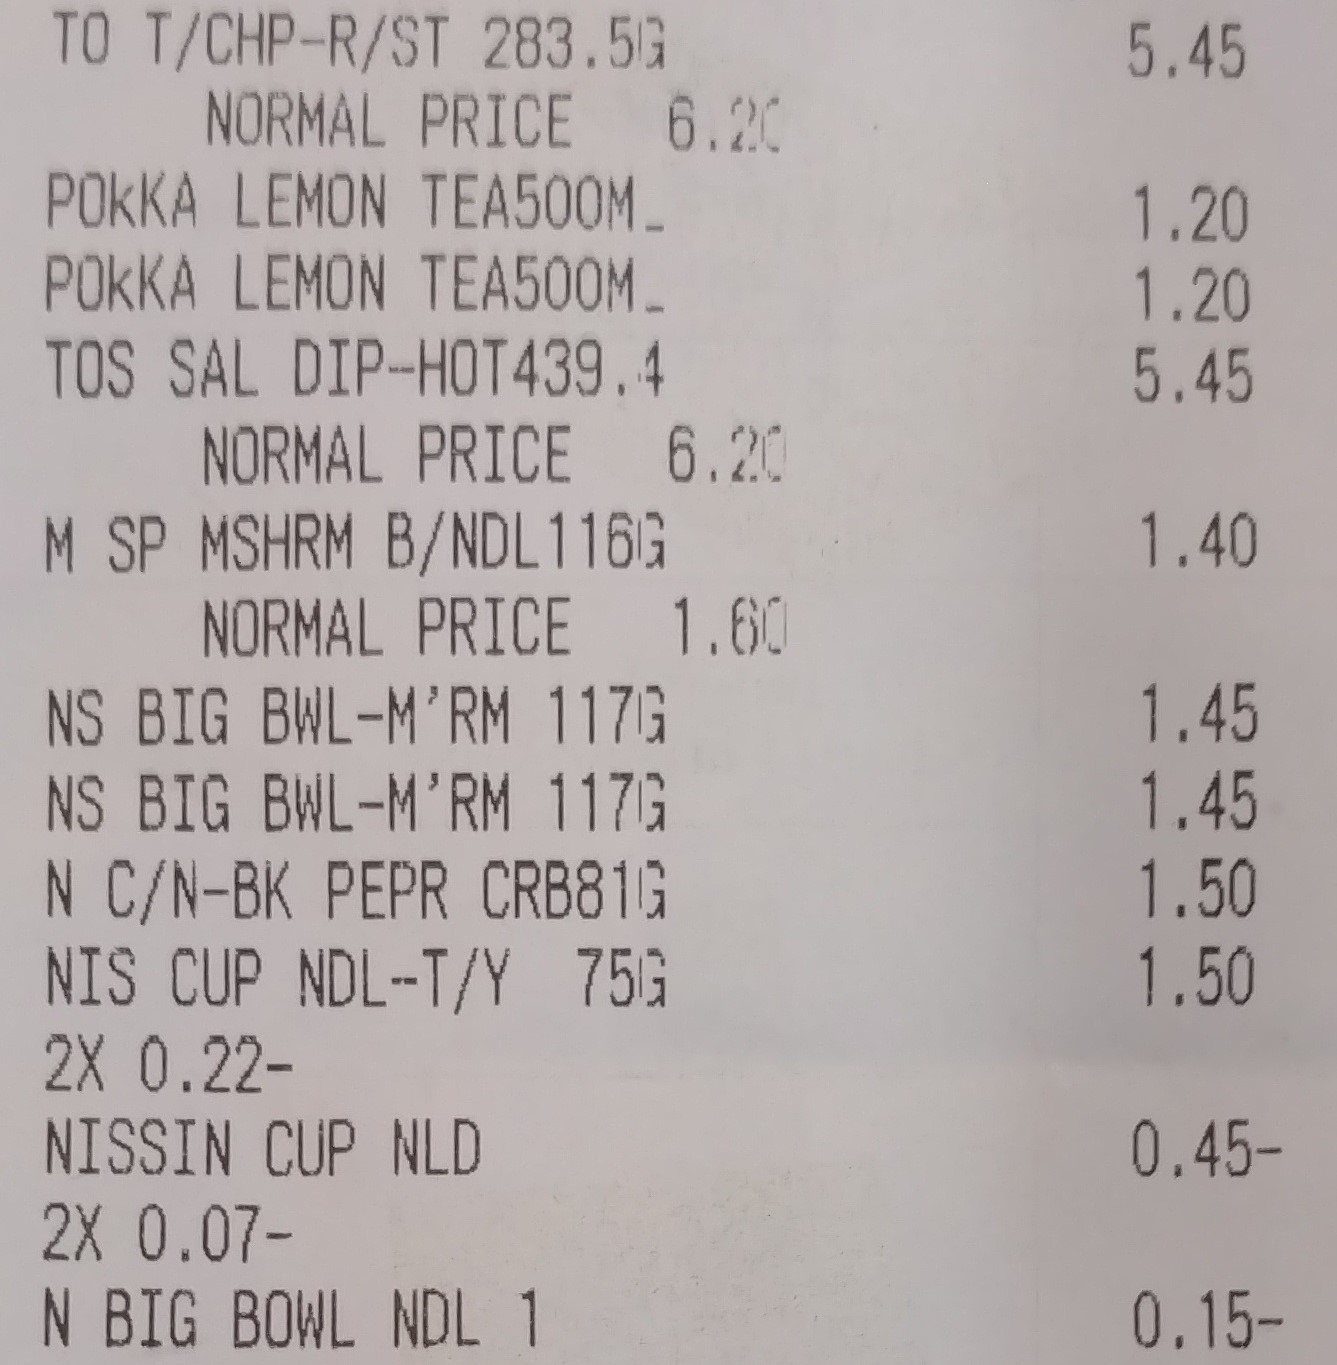 TO T/CHP-R/ST 283.5G 5.45
NORMAL PRICE 6.20
POkKA LEMON TEA500M_ 1.20
POkKA LEMON TEA500M_ 1.20
TOS SAL DIP-HOT439.4 5.45
NORMAL PRICE 6.20
M SP MSHRM B/NDL116G 1.40
NORMAL PRICE 1.60
NS BIG BWL-M'RM 117G 1.45
NS BIG BWL-M'RM 117G 1.45
N C/N-BK PEPR CRB81G 1.50
NIS CUP NDL-T/Y 75G 1.50
2X 0.22-
NISSIN CUP NLD 0.45-
2X 0.07-
N BIG BOWL NDL 1 0.15-